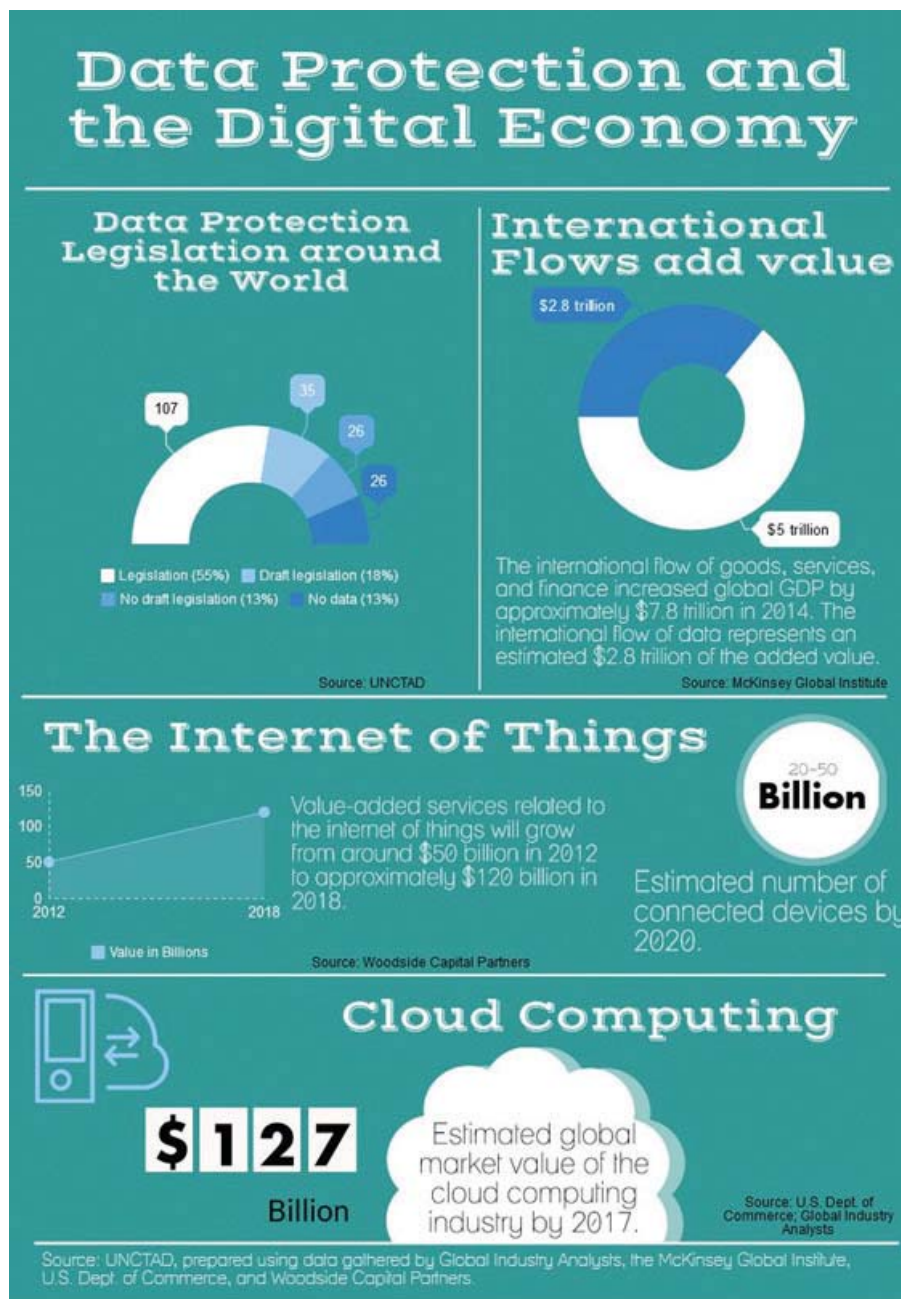 Data Protection and
the Digital Economy
Data Protection
Legislation around
the World
107
35
26
26
Legislation (55%) Draft legislation (18%)
No draft legislation (13%) No data (13%)
Source: UNCTAD
International
Flows add value
$2.8 trillion
$5 trillion
The international flow of goods, services,
and finance increased global GDP by
approximately $7.8 trillion in 2014. The
international flow of data represents an
estimated $2.8 trillion of the added value.
Source: McKinsey Global Institute
The Internet of Things
150
100
50
0
2012 2018
Value in Billions
Value-added services related to
the internet of things will grow
from around $50 billion in 2012
to approximately $120 billion in
2018.
Source: Woodside Capital Partners
20-50
Billion
Estimated number of
connected devices by
2020.
Cloud Computing
$127
Billion
Estimated global
market value of the
cloud computing
industry by 2017.
Source: U.S. Dept. of
Commerce; Global Industry
Analysts
Source: UNCTAD, prepared using data gathered by Global Industry Analysts, the McKinsey Global Institute,
U.S. Dept. of Commerce, and Woodside Capital Partners.